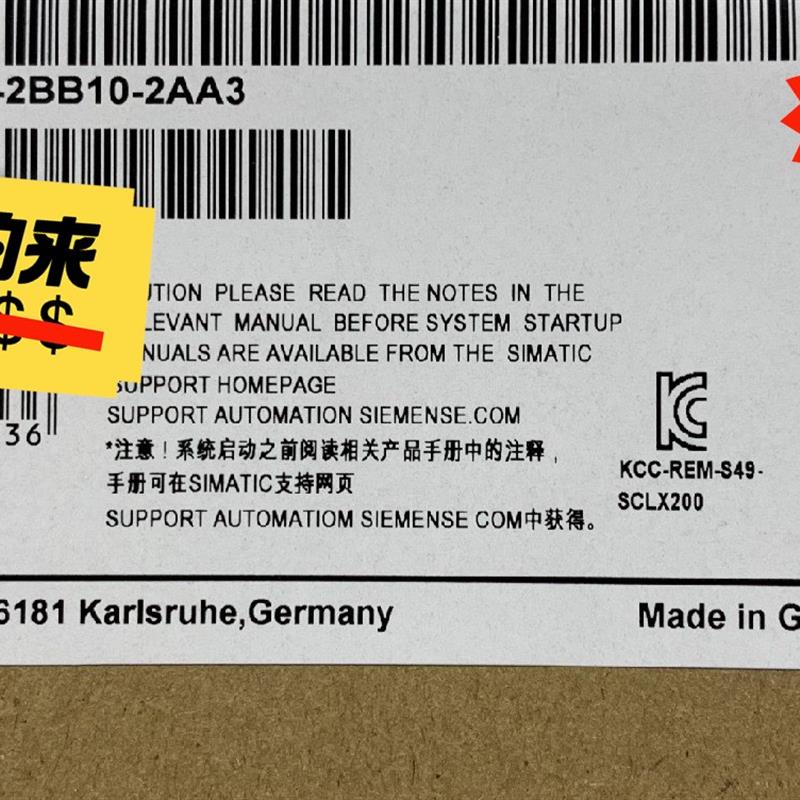 -2BB10-2AA3
来
$$
UTION PLEASE READ THE NOTES IN THE
LEVANT MANUAL BEFORE SYSTEM STARTUP
NUALS ARE AVAILABLE FROM THE SIMATIC
SUPPORT HOMEPAGE
SUPPORT AUTOMATION SIEMENSE.COM
36
*注意！系统启动之前阅读相关产品手册中的注释，
手册可在SIMATIC支持网页
SUPPORT AUTOMATIOM SIEMENSE COM中获得。
KCC-REM-S49-
SCLX200
6181 Karlsruhe,Germany
Made in G